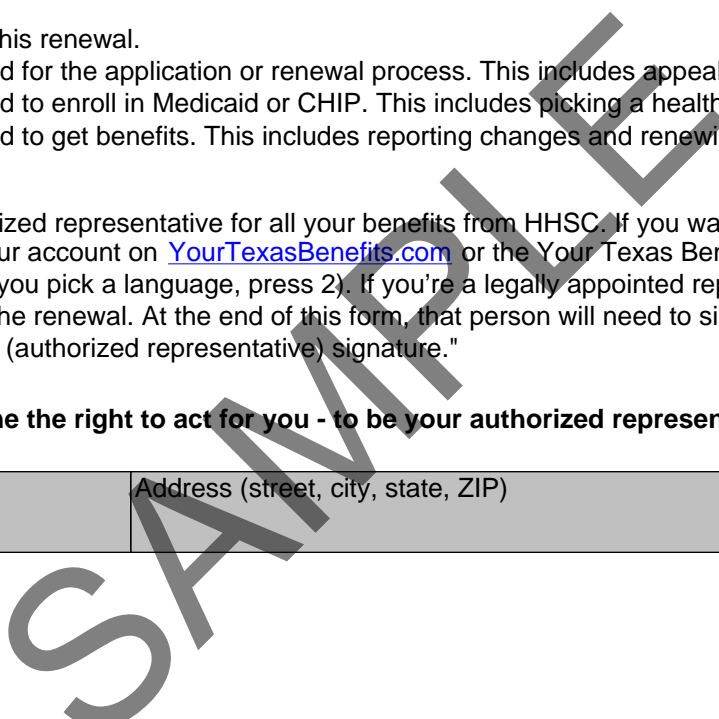 his renewal.
d for the application or renewal process. This includes appeal
d to enroll in Medicaid or CHIP. This includes picking a health
d to get benefits. This includes reporting changes and renewi
ized representative for all your benefits from HHSC. If you wa
ur account on YourTexasBenefits.com or the Your Texas Ben
you pick a language, press 2). If you're a legally appointed rep
he renewal. At the end of this form, that person will need to si
(authorized representative) signature."
ne the right to act for you - to be your authorized represen
Address (street, city, state, ZIP)
SAMPLE